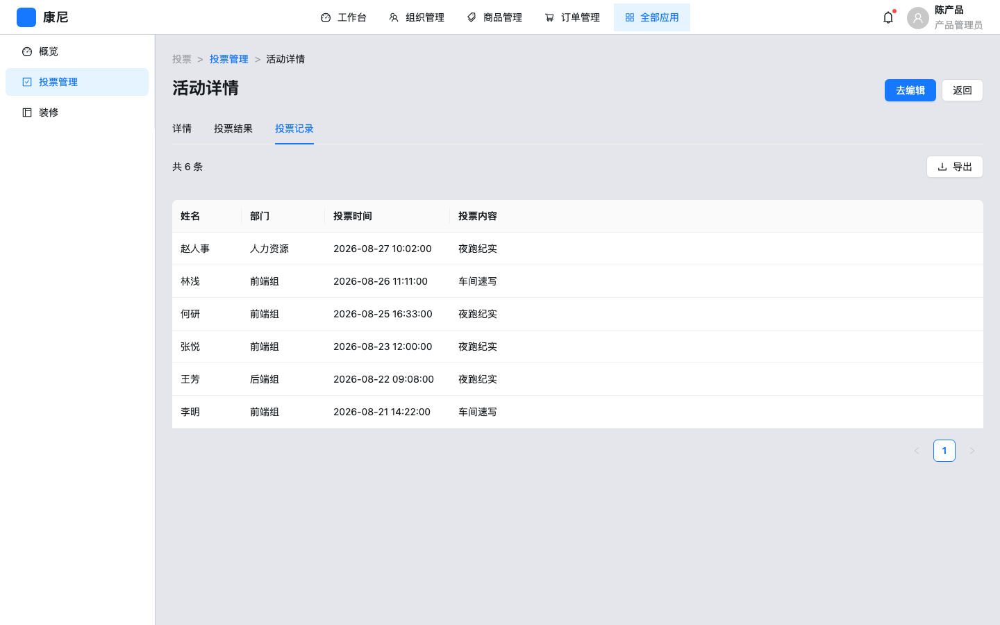 康尼
工作台 组织管理 商品管理 订单管理 全部应用
陈产品
产品管理员
概览
投票管理
装修
投票 > 投票管理 > 活动详情
活动详情
去编辑 返回
详情 投票结果 投票记录
共 6 条
导出
姓名 部门 投票时间 投票内容
赵人事 人力资源 2026-08-27 10:02:00 夜跑纪实
林浅 前端组 2026-08-26 11:11:00 车间速写
何研 前端组 2026-08-25 16:33:00 夜跑纪实
张悦 前端组 2026-08-23 12:00:00 夜跑纪实
王芳 后端组 2026-08-22 09:08:00 夜跑纪实
李明 前端组 2026-08-21 14:22:00 车间速写
1